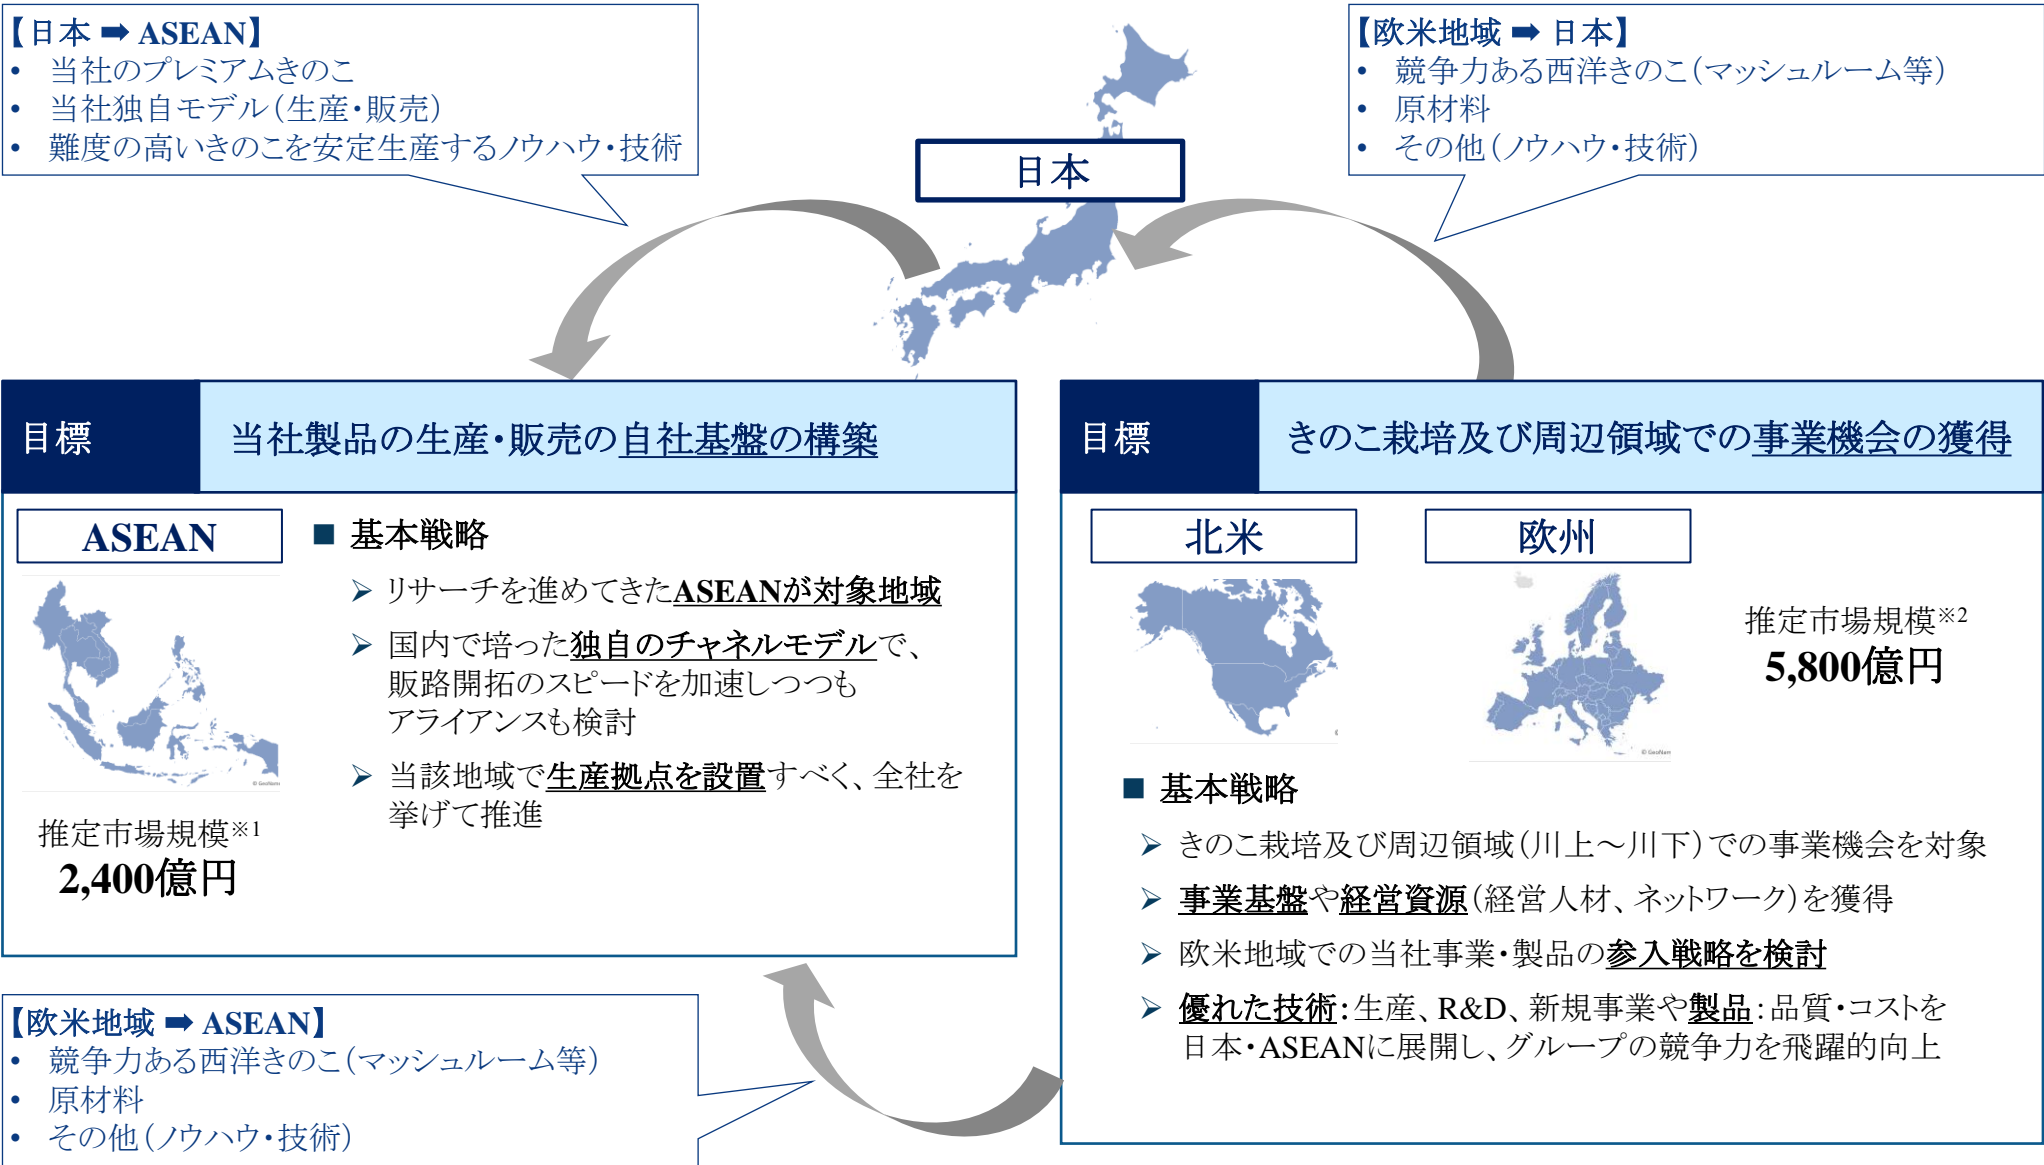 【日本 ➡ ASEAN】
• 当社のプレミアムきのこ
• 当社独自モデル（生産・販売）
• 難度の高いきのこを安定生産するノウハウ・技術
日本
【欧米地域 ➡ 日本】
• 競争力ある西洋きのこ（マッシュルーム等）
• 原材料
• その他（ノウハウ・技術）
目標
当社製品の生産・販売の自社基盤の構築
ASEAN
© GeoNames
推定市場規模※1
2,400億円
■ 基本戦略
➢ リサーチを進めてきたASEANが対象地域
➢ 国内で培った独自のチャネルモデルで、
販路開拓のスピードを加速しつつも
アライアンスも検討
➢ 当該地域で生産拠点を設置すべく、全社を
挙げて推進
目標
きのこ栽培及び周辺領域での事業機会の獲得
北米
欧州
© GeoNam
推定市場規模※2
5,800億円
■ 基本戦略
➢ きのこ栽培及び周辺領域（川上～川下）での事業機会を対象
➢ 事業基盤や経営資源（経営人材、ネットワーク）を獲得
➢ 欧米地域での当社事業・製品の参入戦略を検討
➢ 優れた技術：生産、R&D、新規事業や製品：品質・コストを
日本・ASEANに展開し、グループの競争力を飛躍的向上
【欧米地域 ➡ ASEAN】
• 競争力ある西洋きのこ（マッシュルーム等）
• 原材料
• その他（ノウハウ・技術）